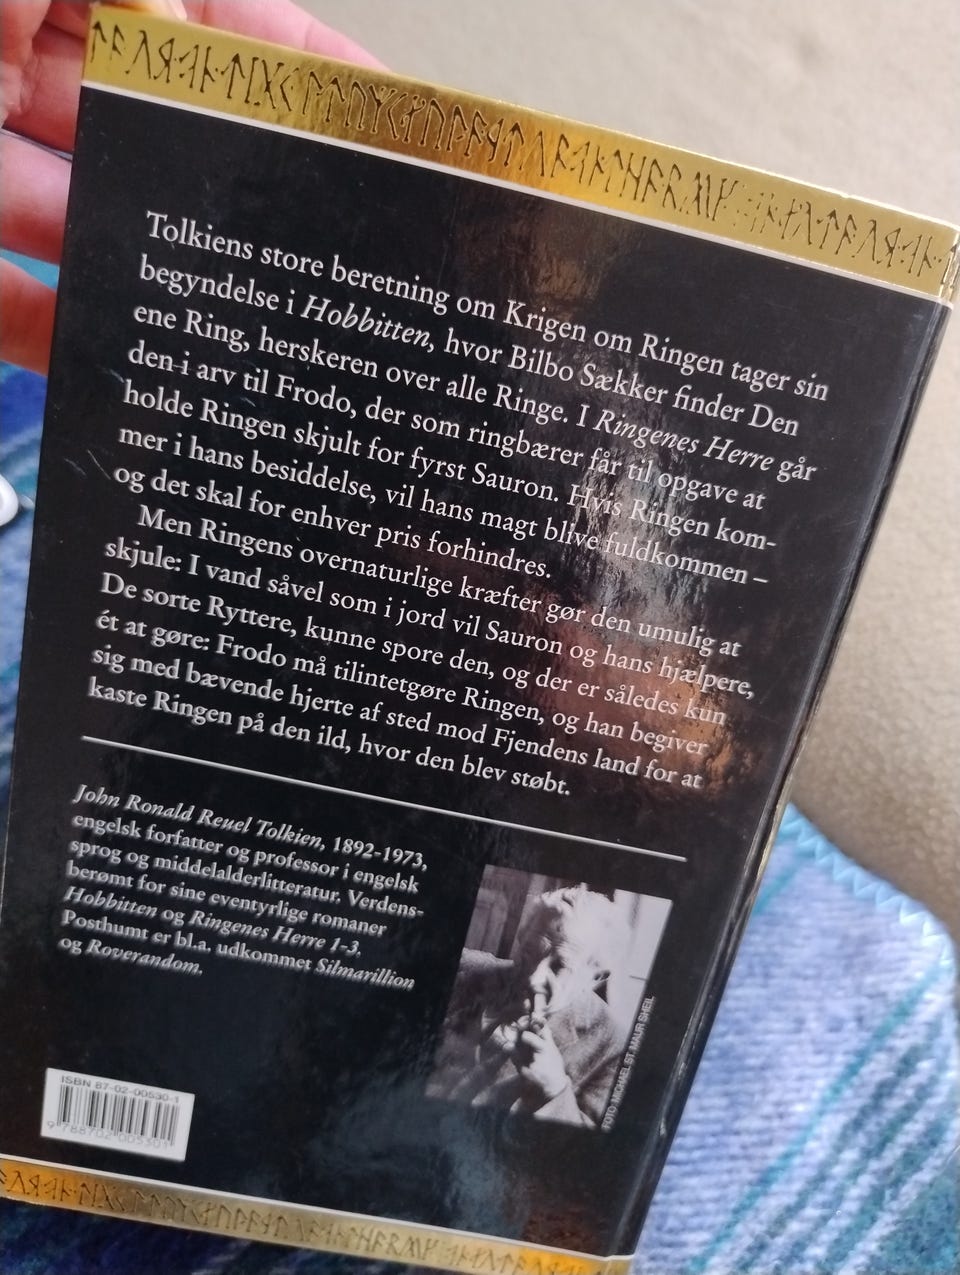 Tolkiens store beretning om Krigen om Ringen tager sin
begyndelse i Hobbitten, hvor Bilbo Sækker finder Den
ene Ring, herskeren over alle Ringe. I Ringenes Herre går
den i arv til Frodo, der som ringbærer får til opgave at
holde Ringen skjult for fyrst Sauron. Hvis Ringen kom-
mer i hans besiddelse, vil hans magt blive fuldkommen –
og det skal for enhver pris forhindres.
Men Ringens overnaturlige kræfter gør den umulig at
skjule: I vand såvel som i jord vil Sauron og hans hjælpere,
De sorte Ryttere, kunne spore den, og der er således kun
ét at gøre: Frodo må tilintetgøre Ringen, og han begiver
sig med bævende hjerte af sted mod Fjendens land for at
kaste Ringen på den ild, hvor den blev støbt.
John Ronald Reuel Tolkien, 1892-1973,
engelsk forfatter og professor i engelsk
sprog og middelalderlitteratur. Verdens-
berømt for sine eventyrlige romaner
Hobbitten og Ringenes Herre 1-3.
Posthumt er bl.a. udkommet Silmarillion
og Roverandom.
FOTO: MICHAEL ST. MAUR SHEIL
ISBN 87-02-00530-1
9 788702 005301